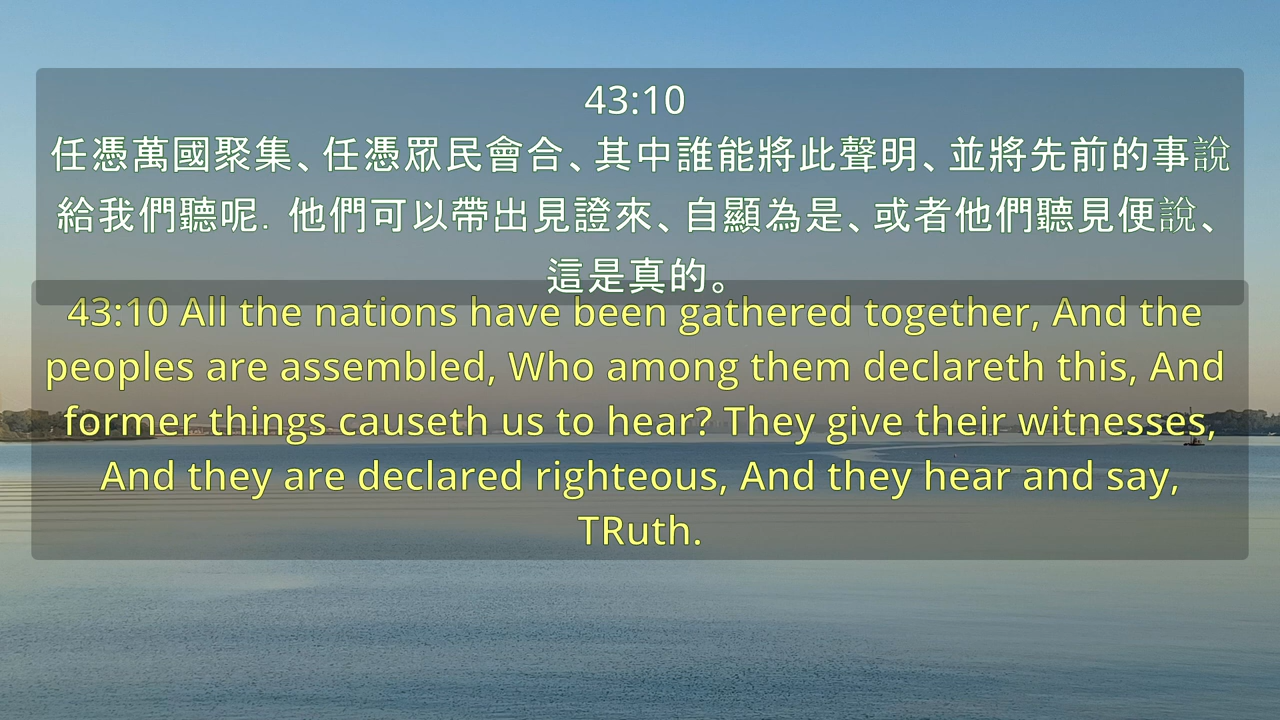 43:10
任憑萬國聚集、任憑眾民會合、其中誰能將此聲明、並將先前的事說
給我們聽呢. 他們可以帶出見證來、自顯為是、或者他們聽見便說、
這是真的。
43:10 All the nations have been gathered together, And the
peoples are assembled, Who among them declareth this, And
former things causeth us to hear? They give their witnesses,
And they are declared righteous, And they hear and say,
TRuth.